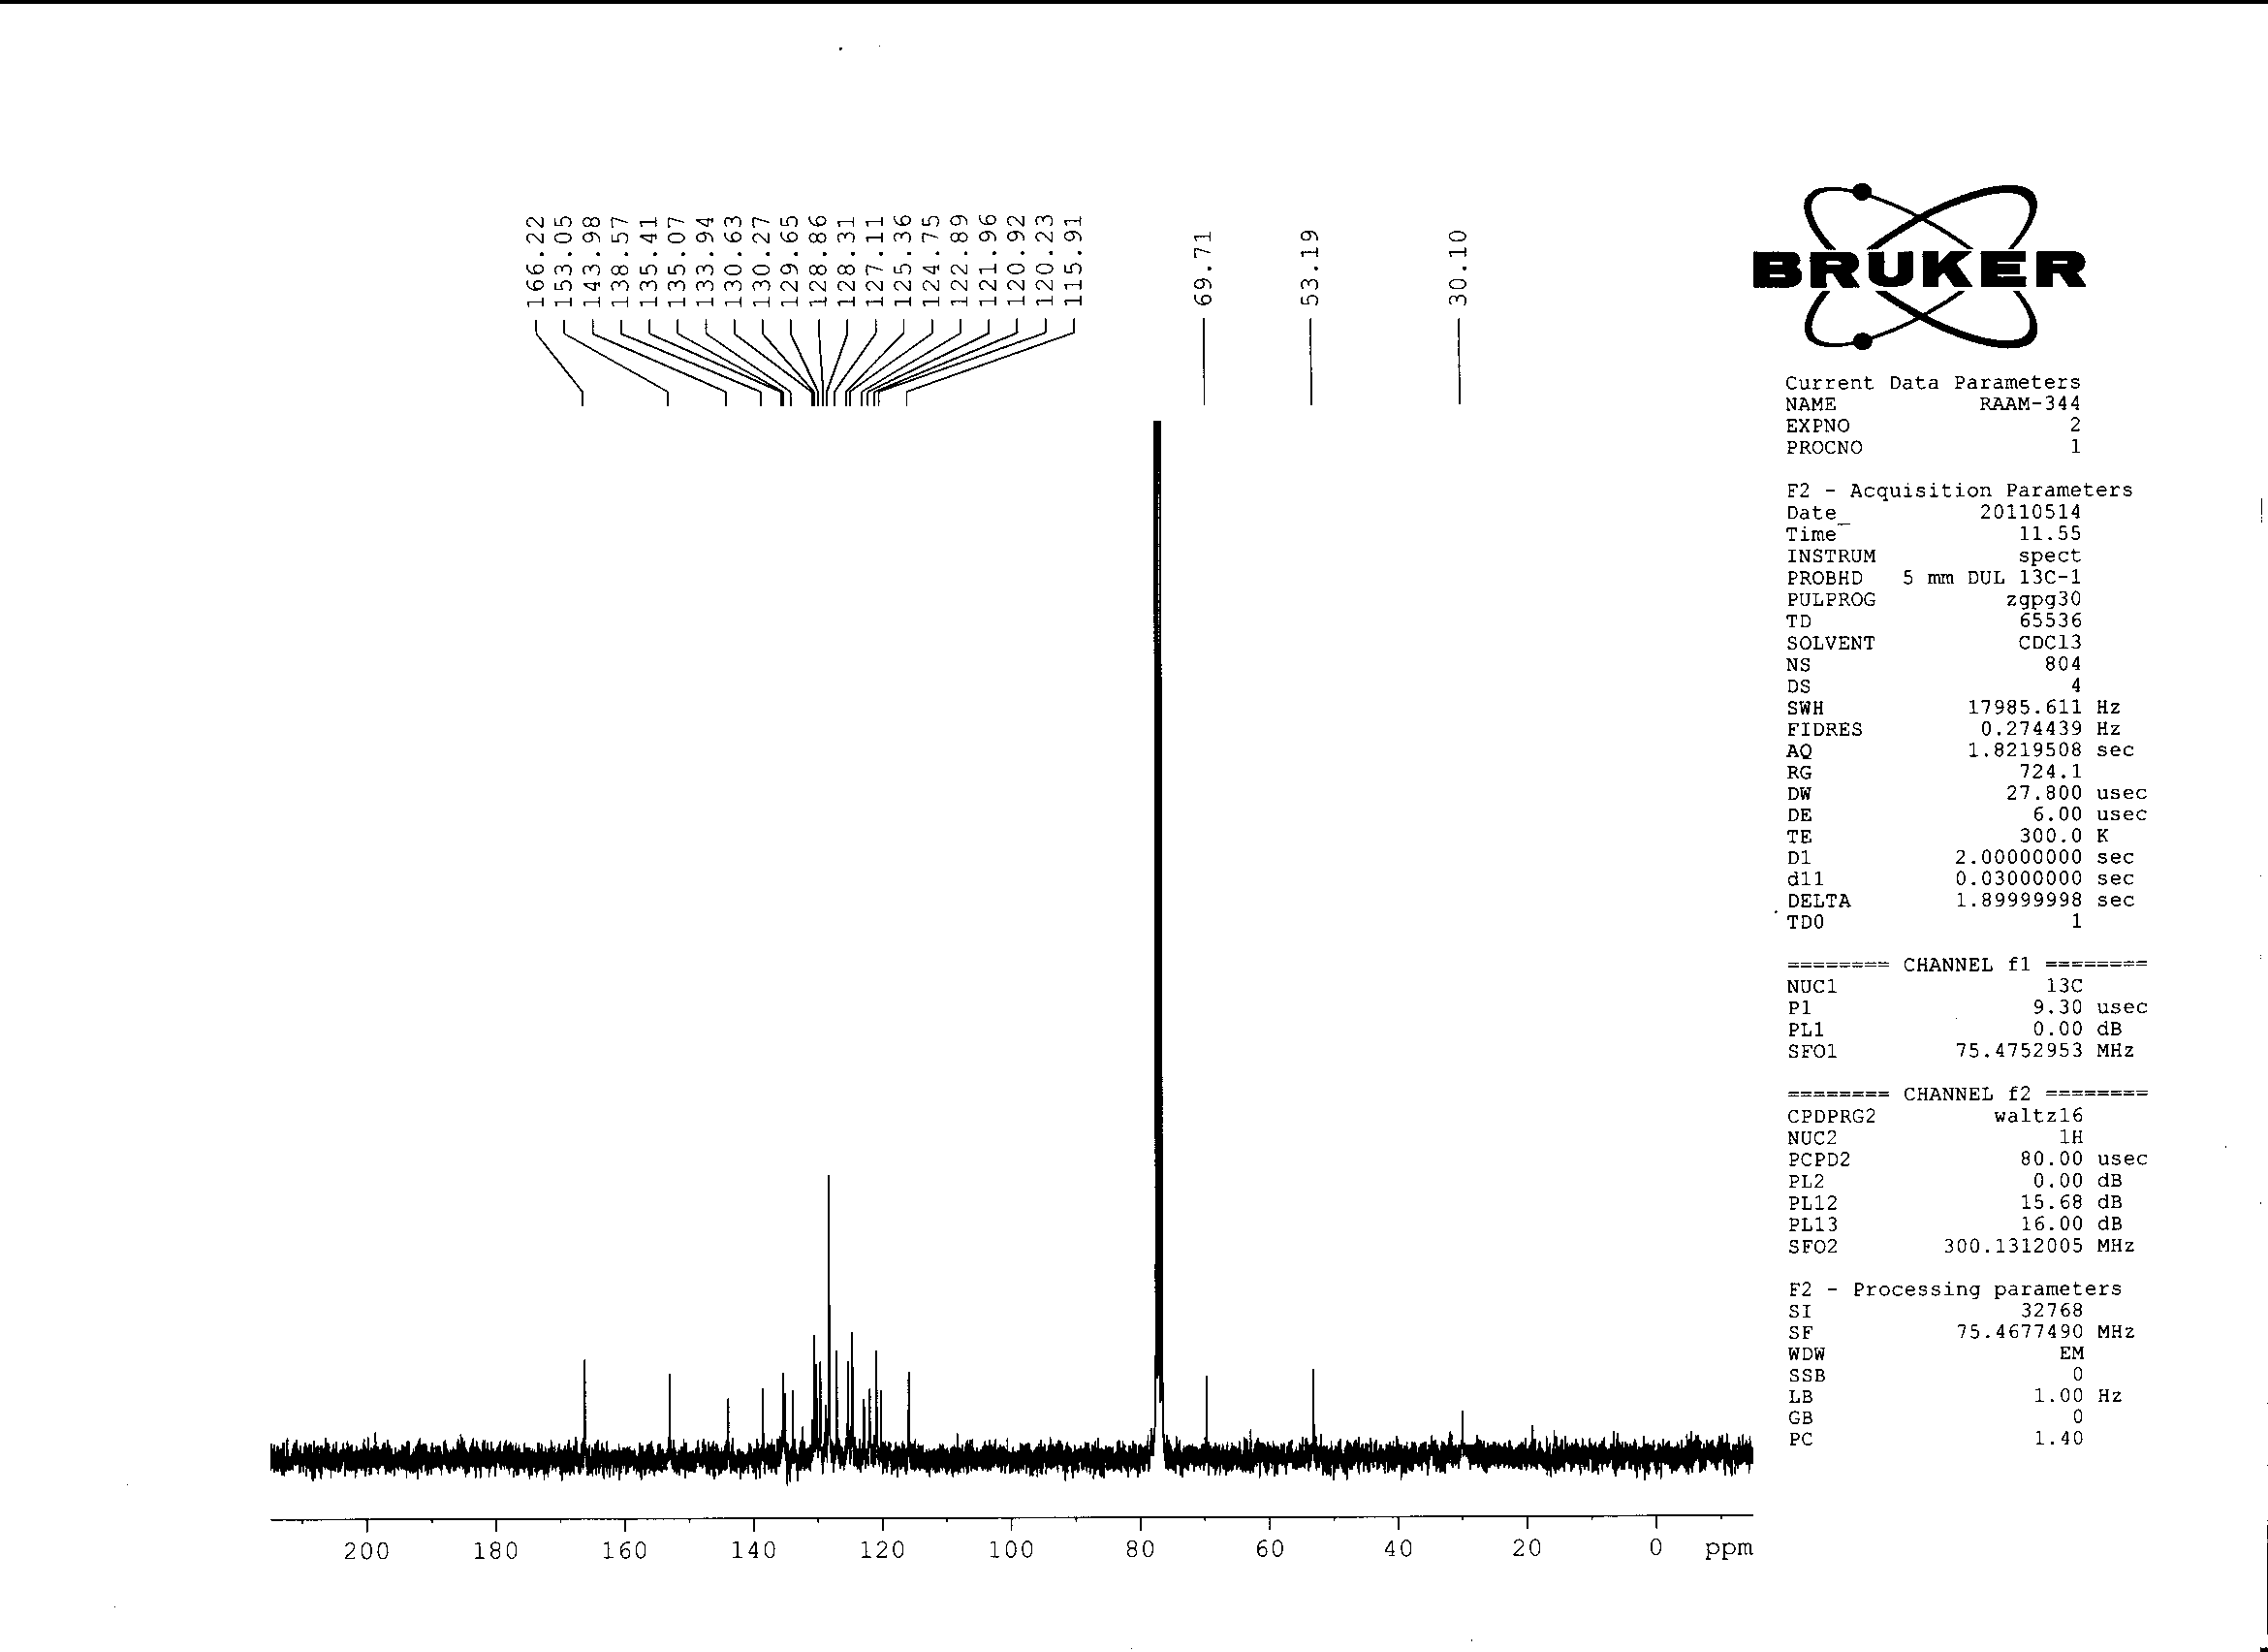 166.22
153.05
143.98
138.57
135.41
135.07
133.94
130.63
130.27
129.65
128.86
128.31
127.11
125.36
124.75
122.89
121.96
120.92
120.23
115.91
69.71
53.19
30.10
BRUKER
Current Data Parameters
NAME RAAM-344
EXPNO 2
PROCNO 1
F2 - Acquisition Parameters
Date_ 20110514
Time 11.55
INSTRUM spect
PROBHD 5 mm DUL 13C-1
PULPROG zgpg30
TD 65536
SOLVENT CDCl3
NS 804
DS 4
SWH 17985.611 Hz
FIDRES 0.274439 Hz
AQ 1.8219508 sec
RG 724.1
DW 27.800 usec
DE 6.00 usec
TE 300.0 K
D1 2.00000000 sec
d11 0.03000000 sec
DELTA 1.89999998 sec
TD0 1
======== CHANNEL f1 ========
NUC1 13C
P1 9.30 usec
PL1 0.00 dB
SFO1 75.4752953 MHz
======== CHANNEL f2 ========
CPDPRG2 waltz16
NUC2 1H
PCPD2 80.00 usec
PL2 0.00 dB
PL12 15.68 dB
PL13 16.00 dB
SFO2 300.1312005 MHz
F2 - Processing parameters
SI 32768
SF 75.4677490 MHz
WDW EM
SSB 0
LB 1.00 Hz
GB 0
PC 1.40
200 180 160 140 120 100 80 60 40 20 0 ppm